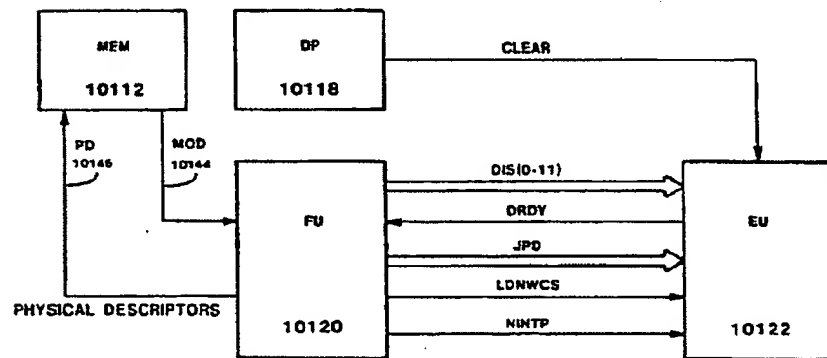 MEM
10112
DP
10118
CLEAR
PD
10146
MOD
10144
DIS(0-11)
DRDY
FU
JPD
EU
LDNWCS
NINTP
PHYSICAL DESCRIPTORS
10120
10122